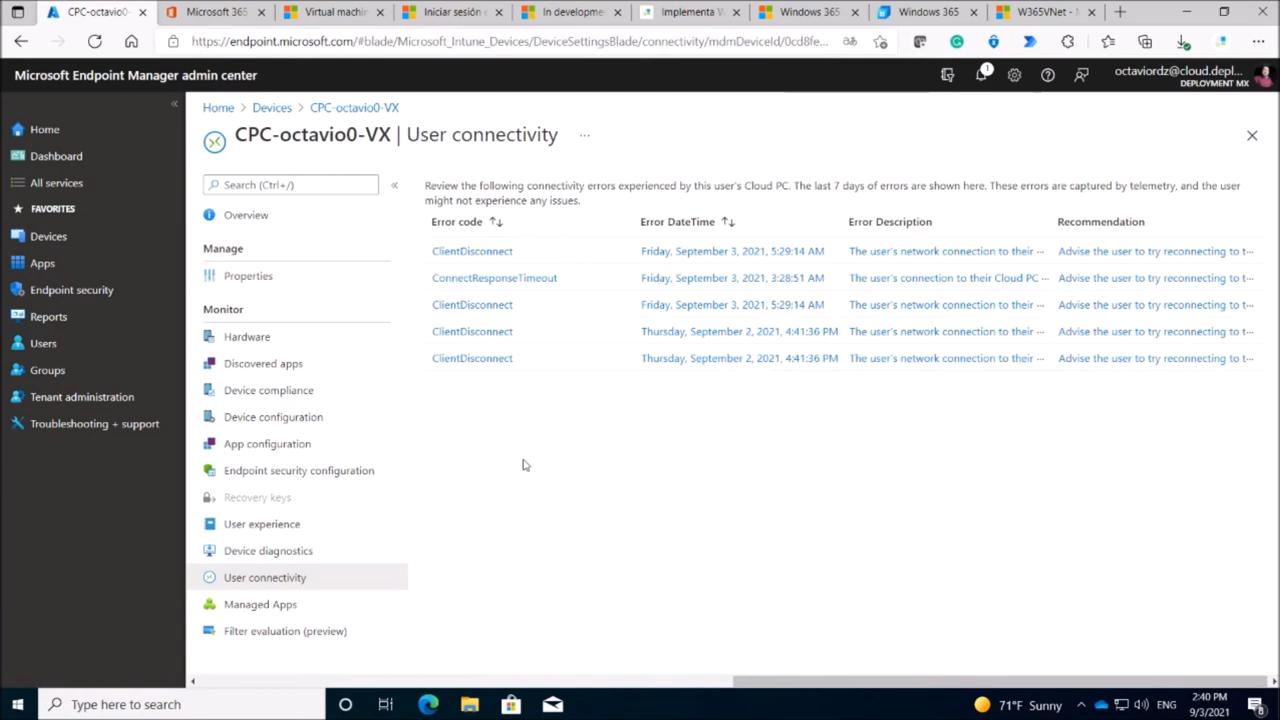 CPC-octavio0
Microsoft 365
Virtual machin
Iniciar sesión e
In developme
Implementa W
Windows 365
Windows 365
W365VNet - M
https://endpoint.microsoft.com/#blade/Microsoft_Intune_Devices/DeviceSettingsBlade/connectivity/mdmDeviceId/0cd8fe...
Microsoft Endpoint Manager admin center
1
octaviordz@cloud.depl...
DEPLOYMENT MX
Home
Dashboard
All services
FAVORITES
Devices
Apps
Endpoint security
Reports
Users
Groups
Tenant administration
Troubleshooting + support
Home > Devices > CPC-octavio0-VX
CPC-octavio0-VX | User connectivity ...
Search (Ctrl+/)
Overview
Manage
Properties
Monitor
Hardware
Discovered apps
Device compliance
Device configuration
App configuration
Endpoint security configuration
Recovery keys
User experience
Device diagnostics
User connectivity
Managed Apps
Filter evaluation (preview)
Review the following connectivity errors experienced by this user's Cloud PC. The last 7 days of errors are shown here. These errors are captured by telemetry, and the user
might not experience any issues.
Error code Error DateTime Error Description Recommendation
ClientDisconnect Friday, September 3, 2021, 5:29:14 AM The user's network connection to their ... Advise the user to try reconnecting to t...
ConnectResponseTimeout Friday, September 3, 2021, 3:28:51 AM The user's connection to their Cloud PC ... Advise the user to try reconnecting to t...
ClientDisconnect Friday, September 3, 2021, 5:29:14 AM The user's network connection to their ... Advise the user to try reconnecting to t...
ClientDisconnect Thursday, September 2, 2021, 4:41:36 PM The user's network connection to their ... Advise the user to try reconnecting to t...
ClientDisconnect Thursday, September 2, 2021, 4:41:36 PM The user's network connection to their ... Advise the user to try reconnecting to t...
Type here to search
71°F Sunny
ENG
2:40 PM
9/3/2021
8